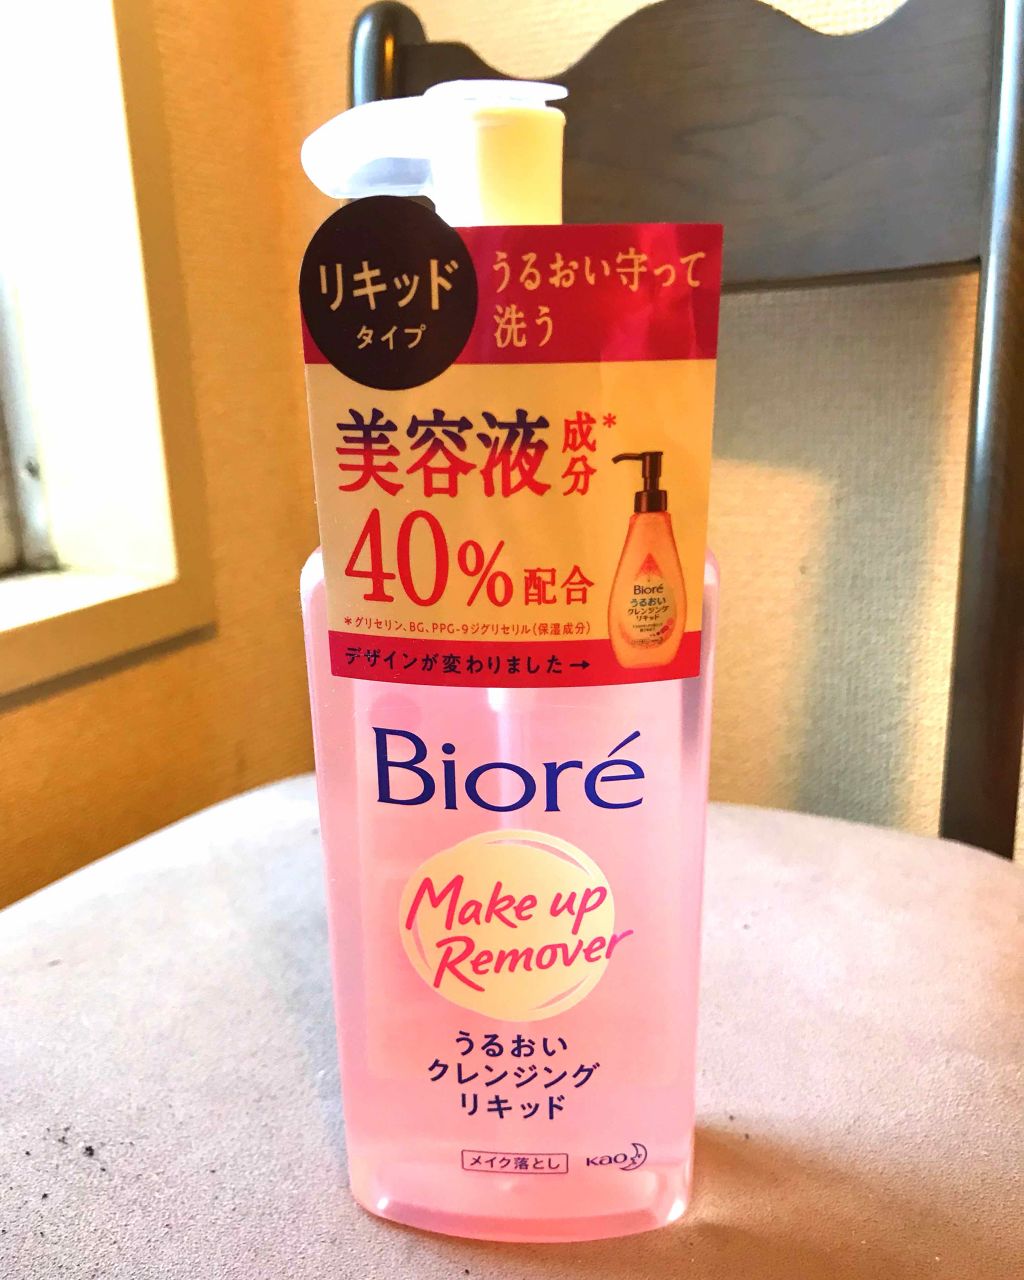 リキッド
タイプ
うるおい守って
洗う
美容液成分*
40%配合
*グリセリン、BG、PPG-9ジグリセリル(保湿成分)
デザインが変わりました→
Bioré
うるおい
クレンジング
リキッド
Bioré
Make up
Remover
うるおい
クレンジング
リキッド
メイク落とし
Kao